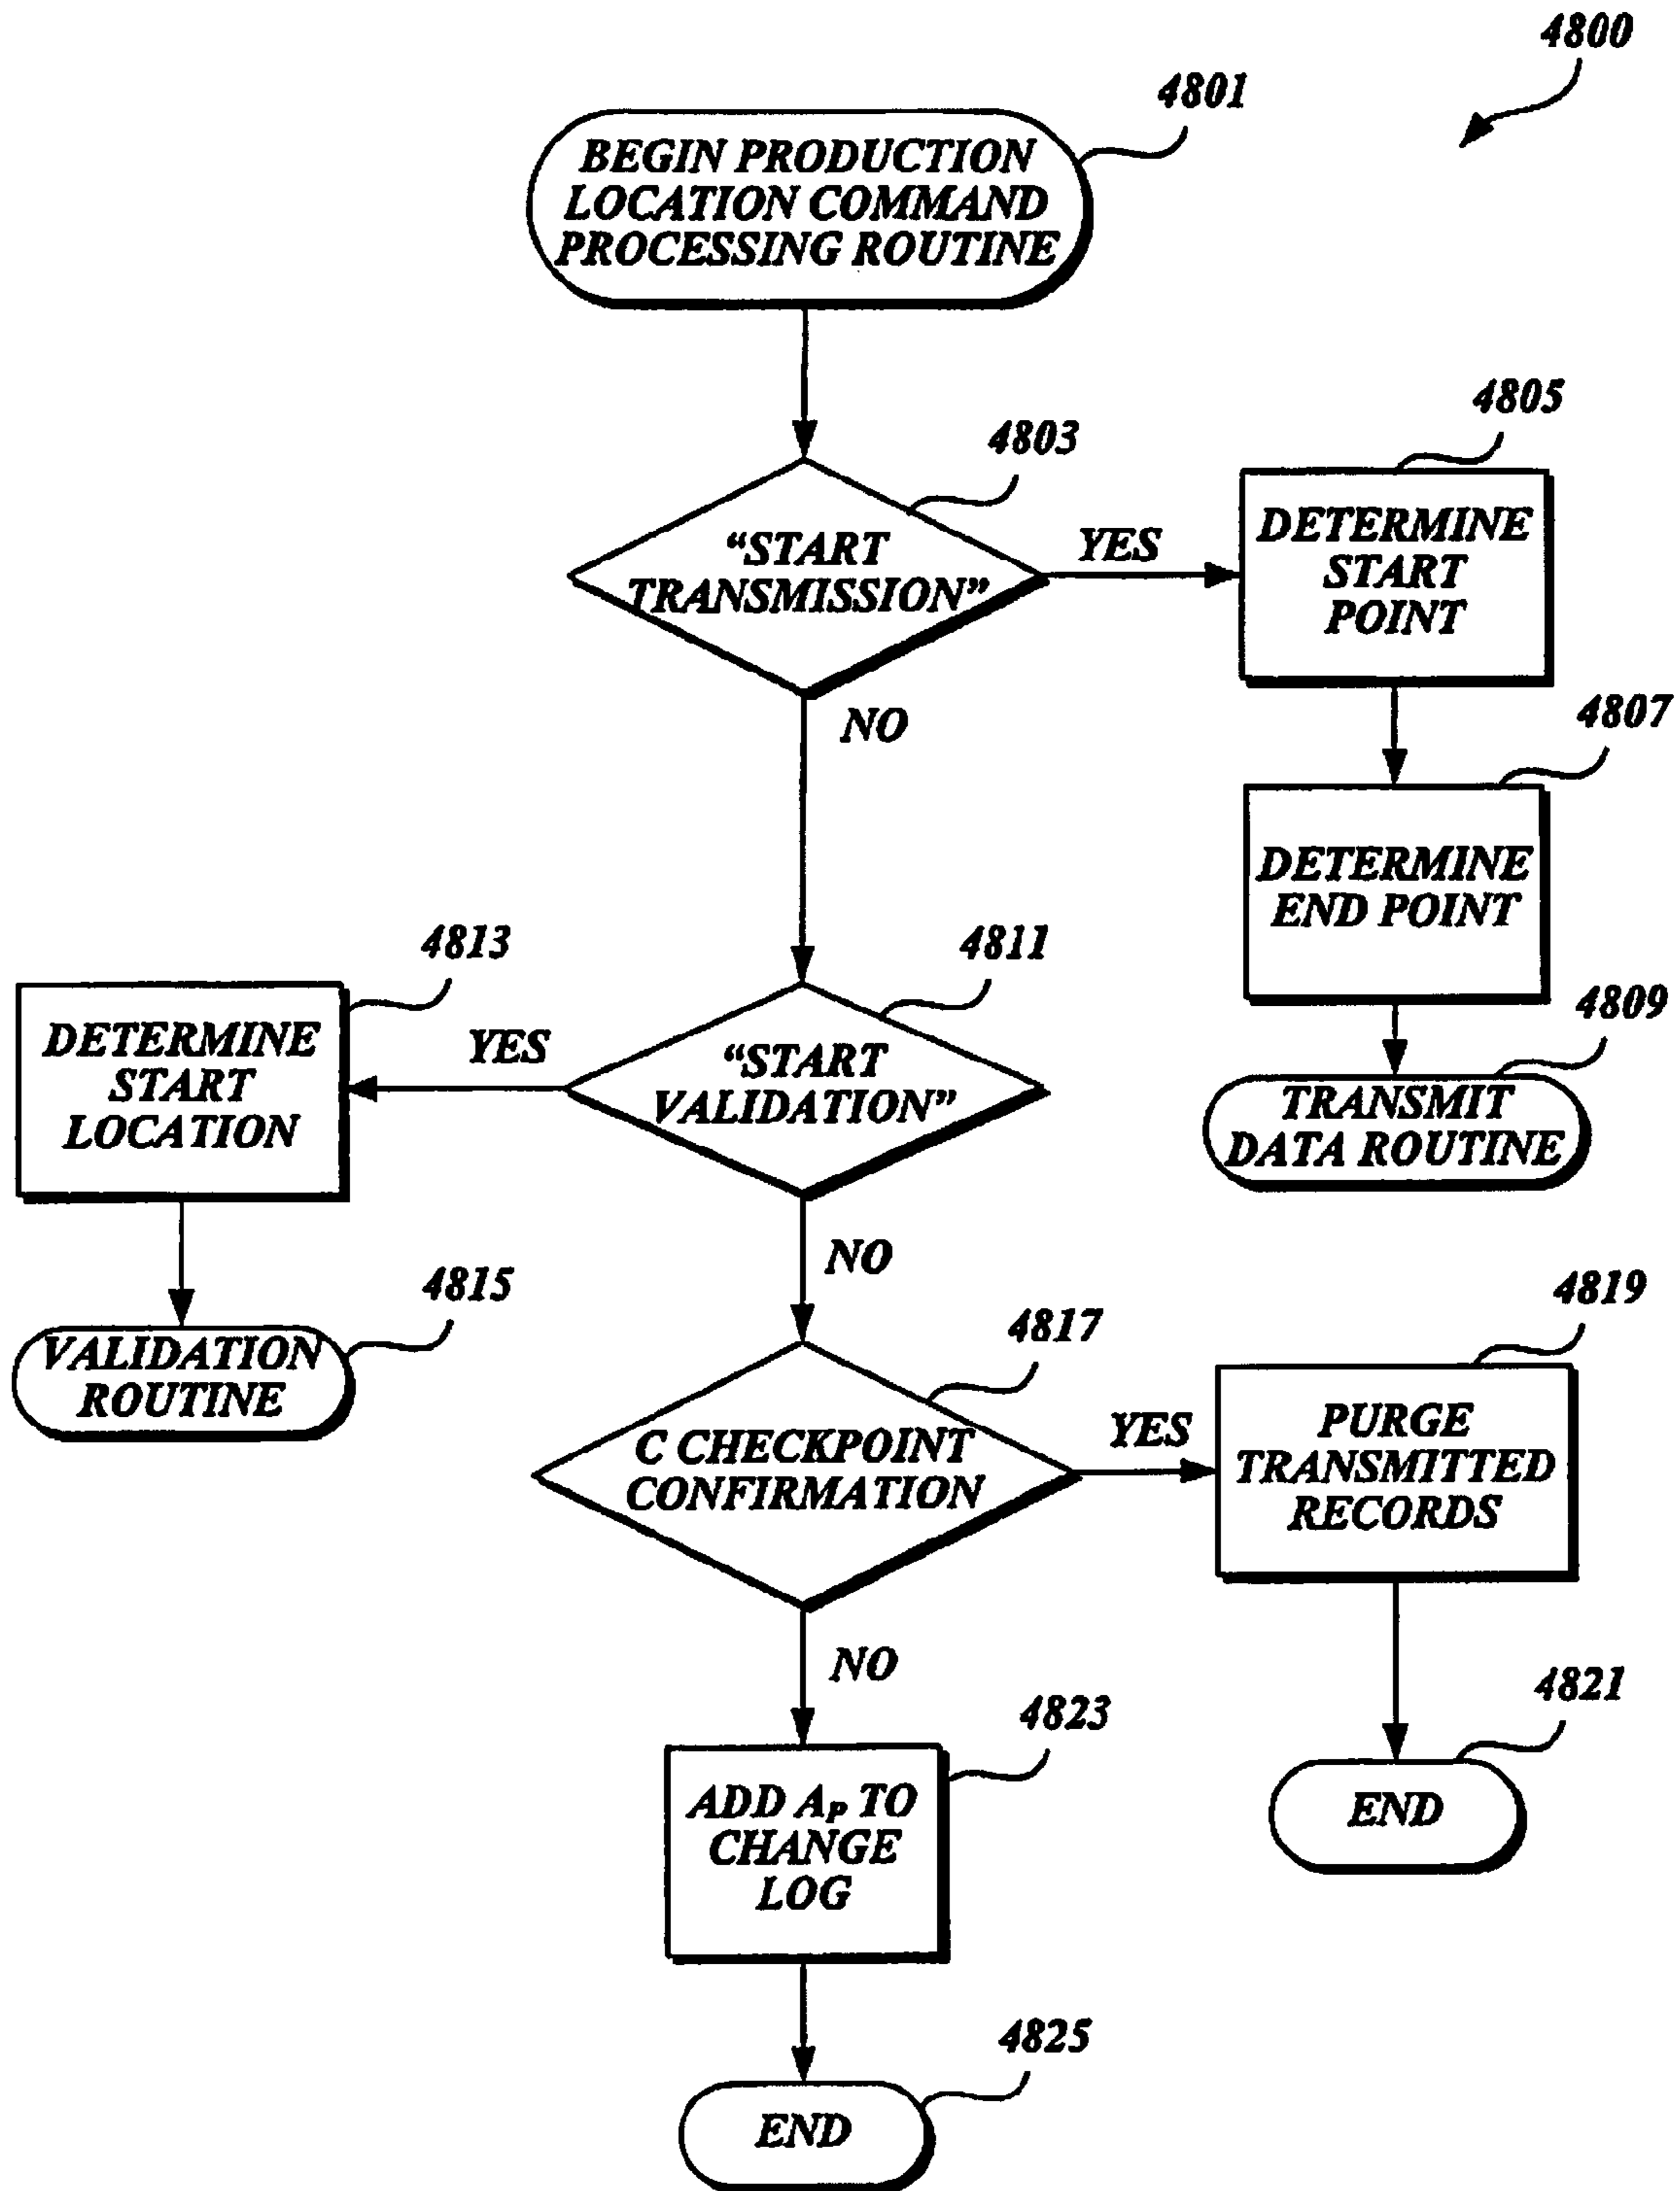 4800
4801
BEGIN PRODUCTION
LOCATION COMMAND
PROCESSING ROUTINE
4803
"START
TRANSMISSION"
YES
NO
4805
DETERMINE
START
POINT
4807
DETERMINE
END POINT
4809
TRANSMIT
DATA ROUTINE
4811
"START
VALIDATION"
YES
NO
4813
DETERMINE
START
LOCATION
4815
VALIDATION
ROUTINE
4817
C CHECKPOINT
CONFIRMATION
YES
NO
4819
PURGE
TRANSMITTED
RECORDS
4821
END
4823
ADD AP TO
CHANGE
LOG
4825
END